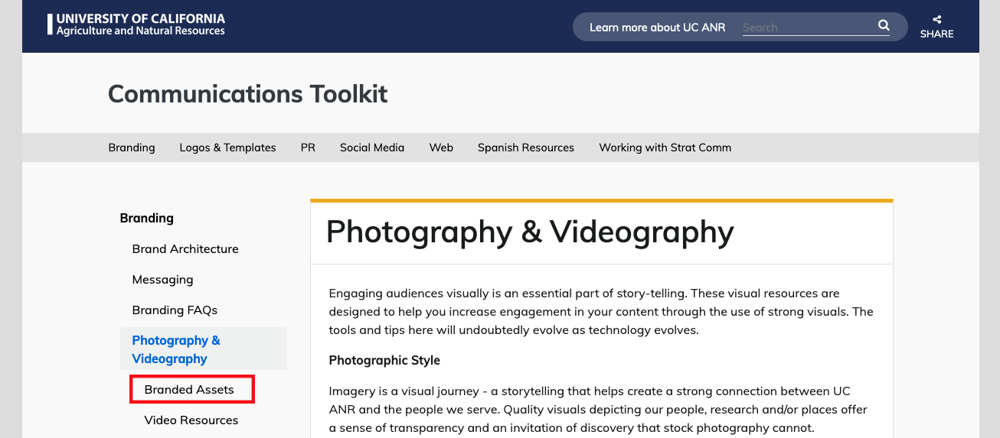 UNIVERSITY OF CALIFORNIA
Agriculture and Natural Resources
Learn more about UC ANR
Search
SHARE
Communications Toolkit
Branding Logos & Templates PR Social Media Web Spanish Resources Working with Strat Comm
Branding
Brand Architecture
Messaging
Branding FAQs
Photography &
Videography
Branded Assets
Video Resources
Photography & Videography
Engaging audiences visually is an essential part of story-telling. These visual resources are
designed to help you increase engagement in your content through the use of strong visuals. The
tools and tips here will undoubtedly evolve as technology evolves.
Photographic Style
Imagery is a visual journey - a storytelling that helps create a strong connection between UC
ANR and the people we serve. Quality visuals depicting our people, research and/or places offer
a sense of transparency and an invitation of discovery that stock photography cannot.